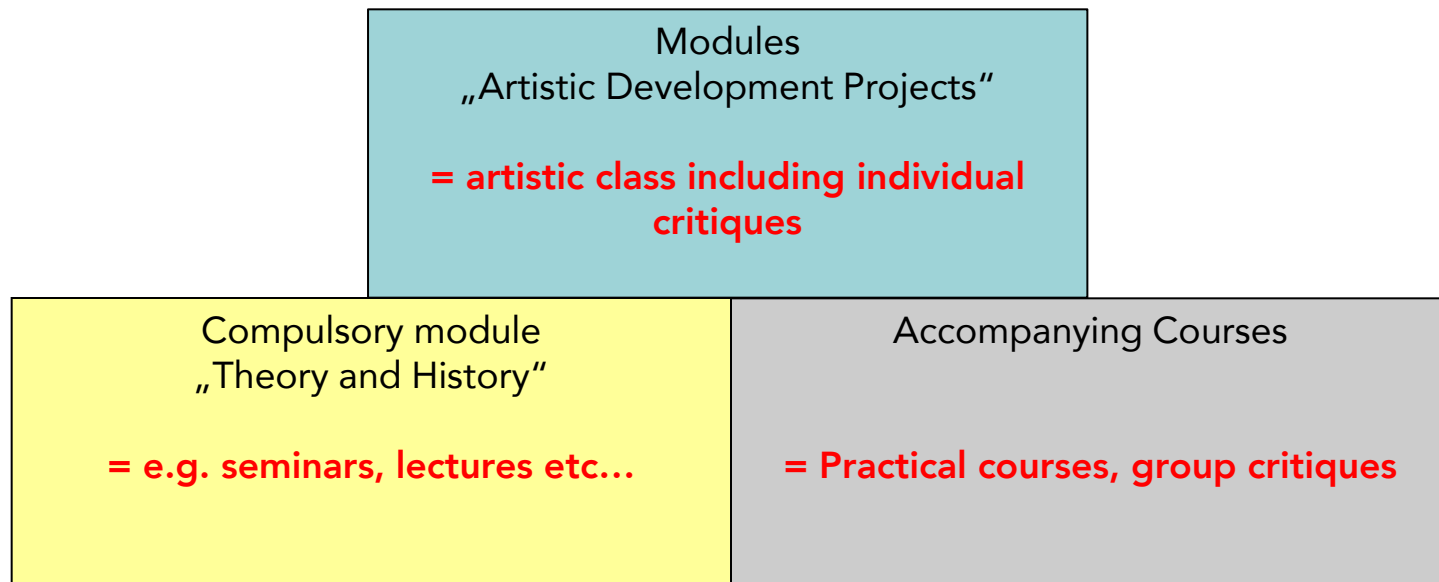 Modules
„Artistic Development Projects“
= artistic class including individual
critiques
Compulsory module
„Theory and History“
= e.g. seminars, lectures etc…
Accompanying Courses
= Practical courses, group critiques